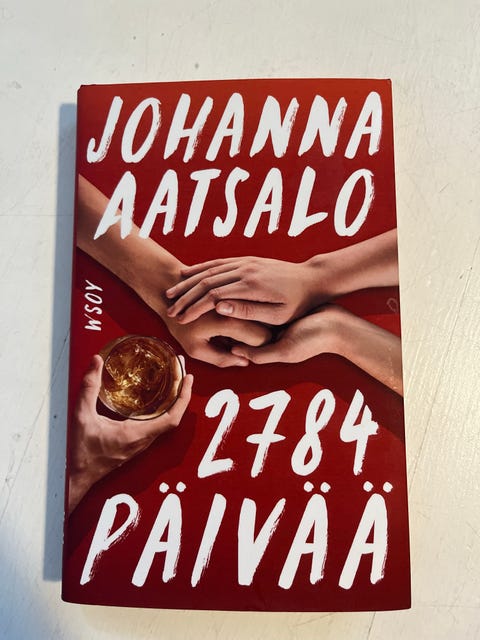 JOHANNA
AATSALO
WSOY
2784
PÄIVÄÄ